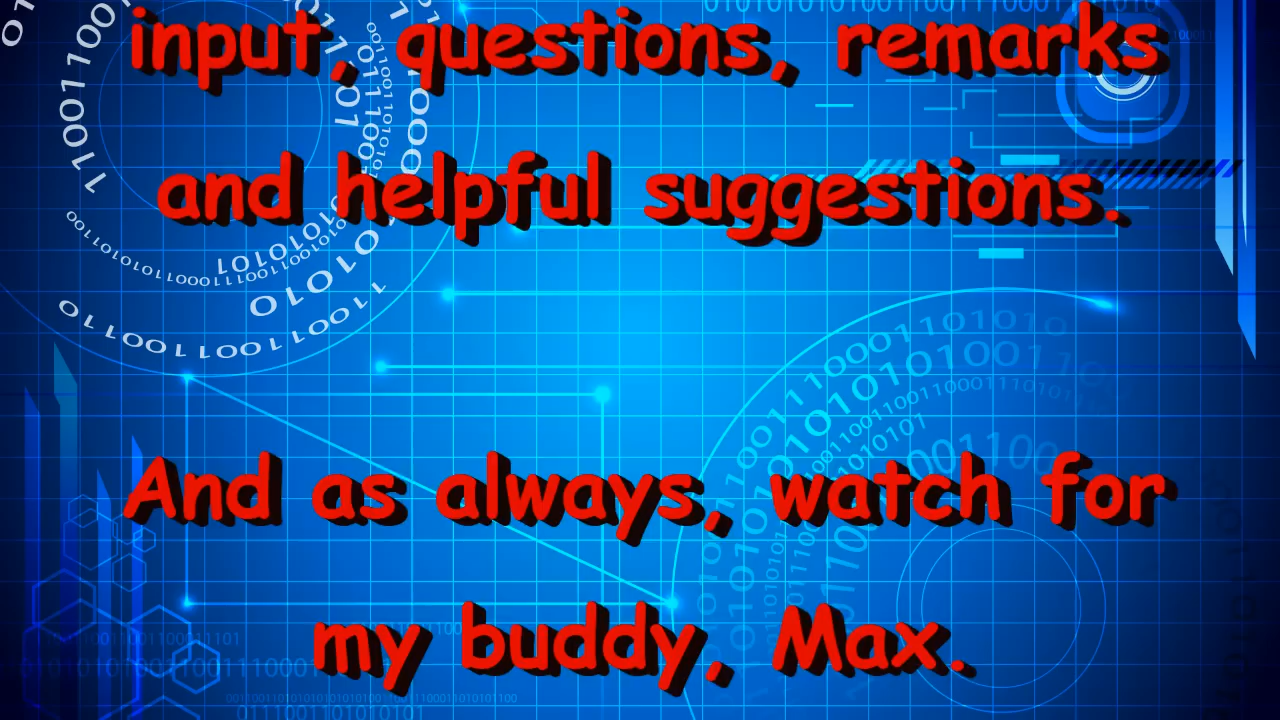 input, questions, remarks
and helpful suggestions.
And as always, watch for
my buddy, Max.